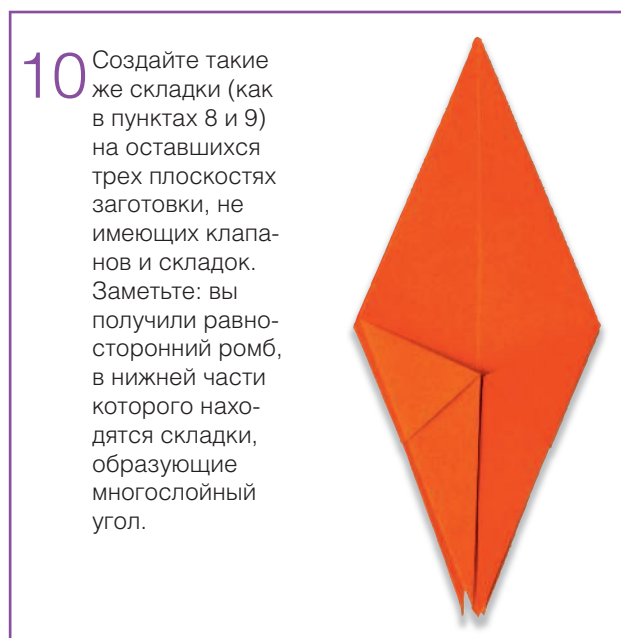 10 Создайте такие
же складки (как
в пунктах 8 и 9)
на оставшихся
трех плоскостях
заготовки, не
имеющих клапа-
нов и складок.
Заметьте: вы
получили равно-
сторонний ромб,
в нижней части
которого нахо-
дятся складки,
образующие
многослойный
угол.